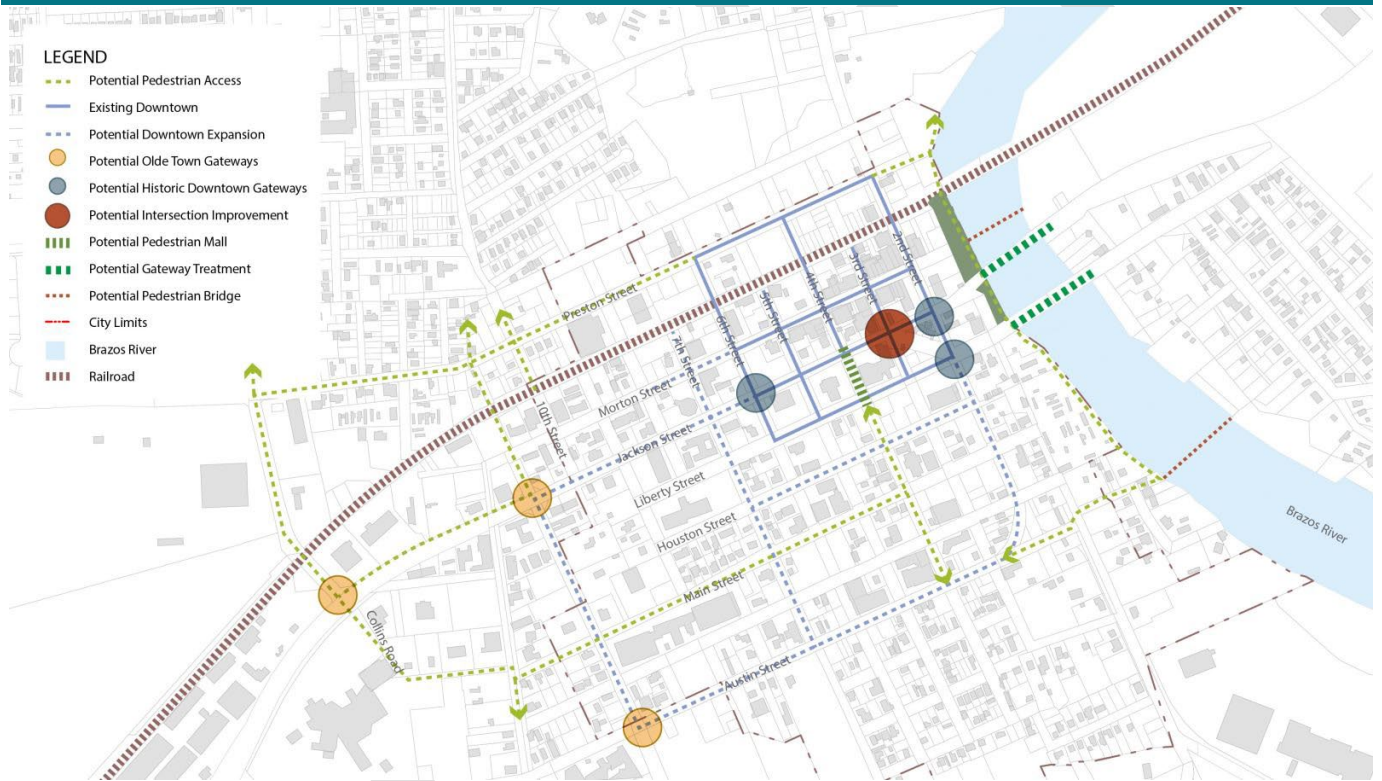 LEGEND
Potential Pedestrian Access
Existing Downtown
Potential Downtown Expansion
Potential Olde Town Gateways
Potential Historic Downtown Gateways
Potential Intersection Improvement
Potential Pedestrian Mall
Potential Gateway Treatment
Potential Pedestrian Bridge
City Limits
Brazos River
Railroad
Preston Street
2nd Street
3rd Street
4th Street
5th Street
6th Street
7th Street
10th Street
Morton Street
Jackson Street
Liberty Street
Houston Street
Main Street
Austin Street
Collins Road
Brazos River